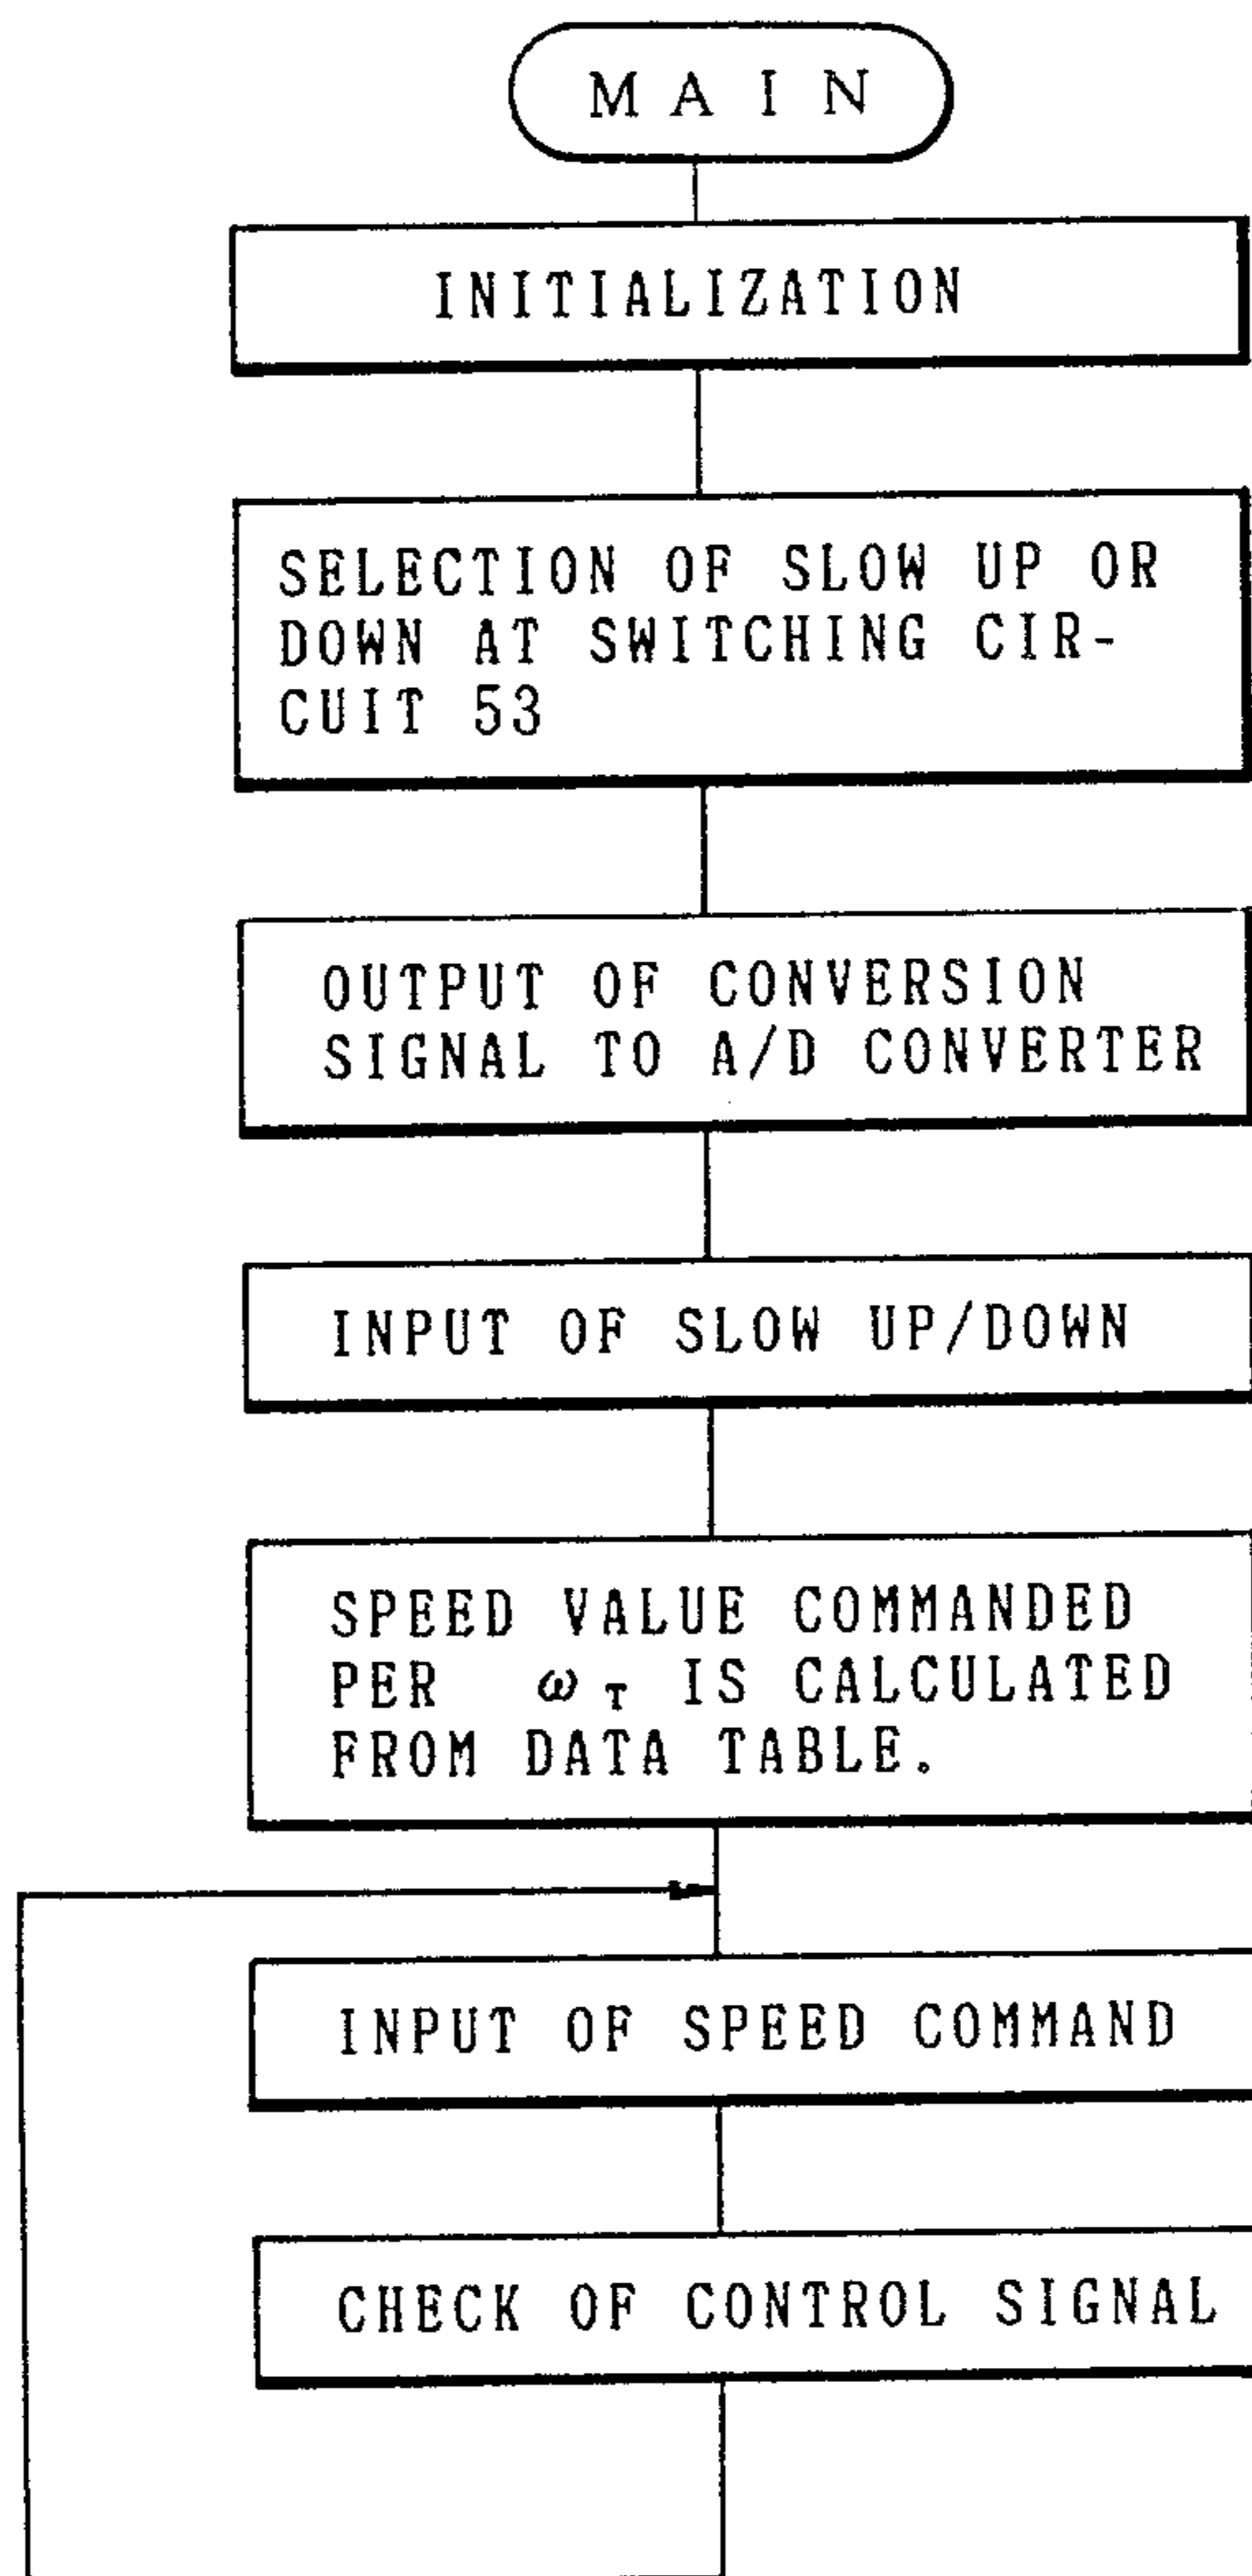 MAIN
INITIALIZATION
SELECTION OF SLOW UP OR
DOWN AT SWITCHING CIR-
CUIT 53
OUTPUT OF CONVERSION
SIGNAL TO A/D CONVERTER
INPUT OF SLOW UP/DOWN
SPEED VALUE COMMANDED
PER ωT IS CALCULATED
FROM DATA TABLE.
INPUT OF SPEED COMMAND
CHECK OF CONTROL SIGNAL